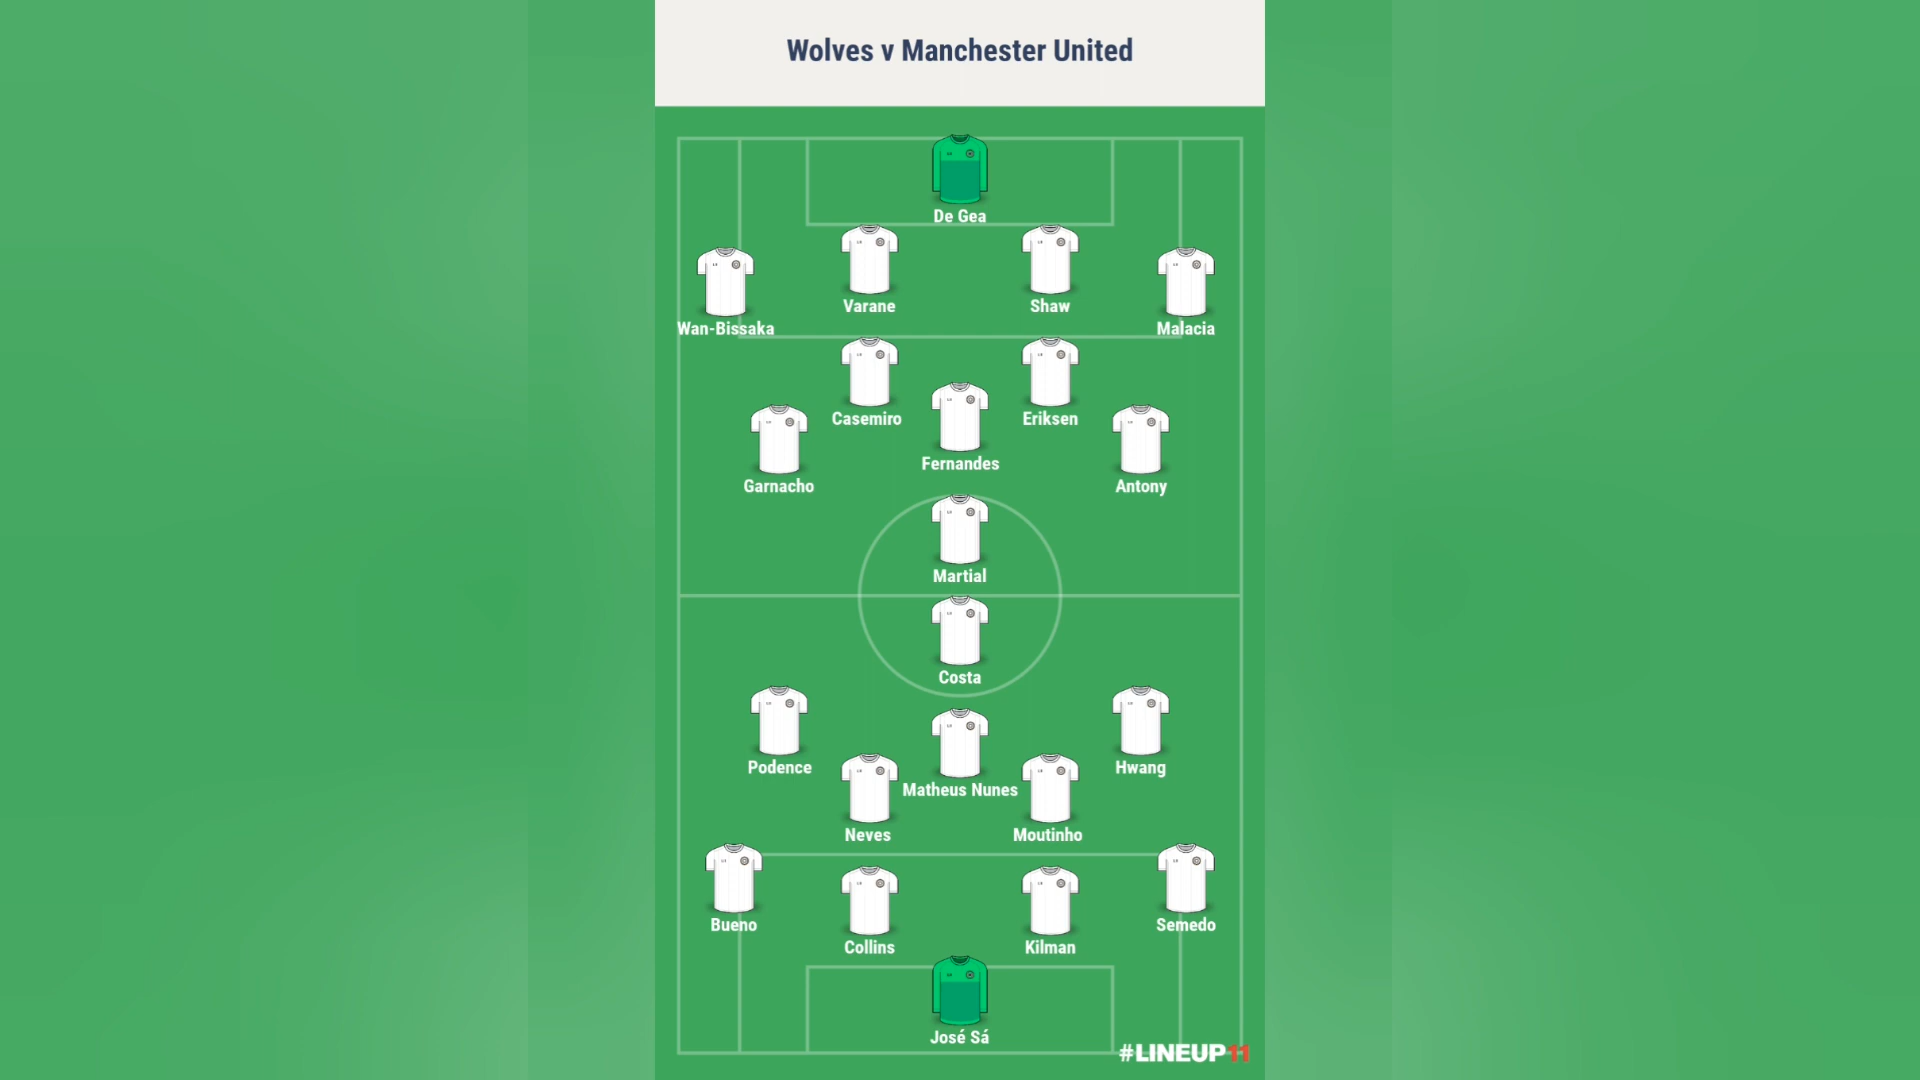 Wolves v Manchester United
De Gea
Varane
Shaw
Wan-Bissaka
Malacia
Casemiro
Eriksen
Fernandes
Garnacho
Antony
Martial
Costa
Podence
Hwang
Matheus Nunes
Neves
Moutinho
Bueno
Semedo
Collins
Kilman
José Sá
#LINEUP11